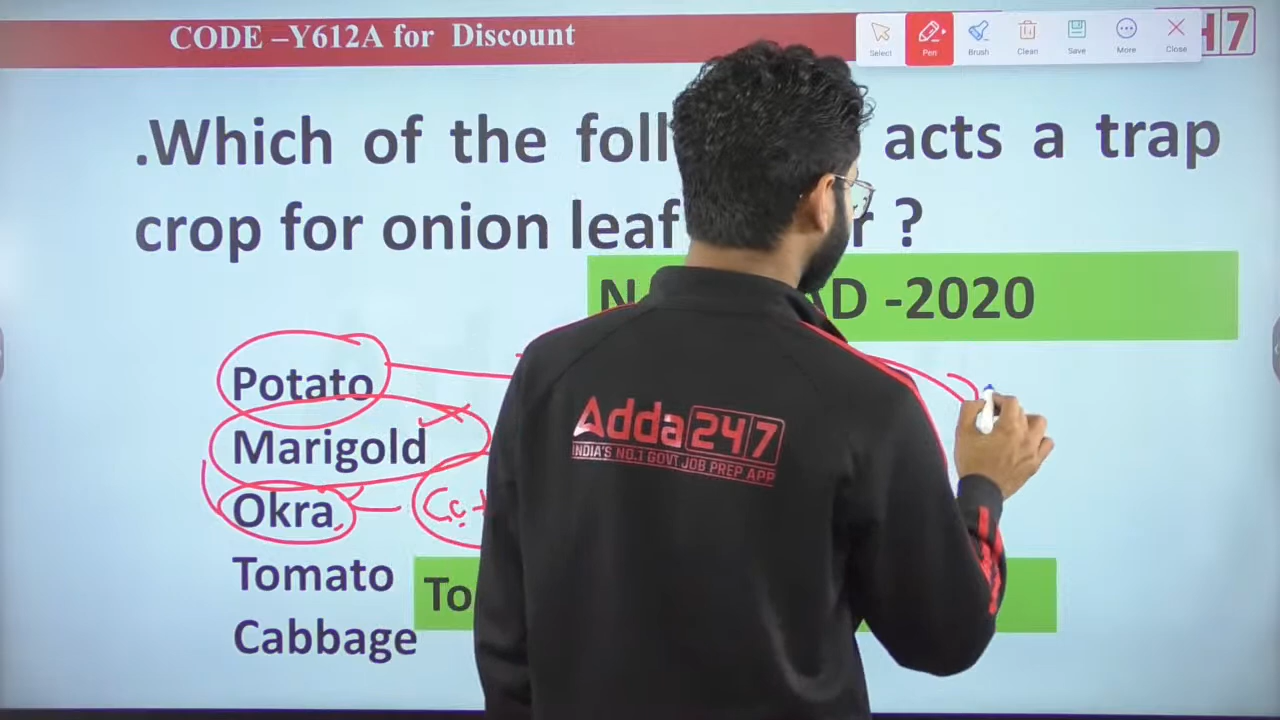 CODE –Y612A for Discount
Select
Pen
Brush
Clean
Save
More
Close
H 7
.Which of the foll acts a trap
crop for onion leaf r ?
N AD -2020
Potato
Marigold
Okra
Tomato
To
Cabbage
Adda247
INDIA'S NO.1 GOVT JOB PREP APP